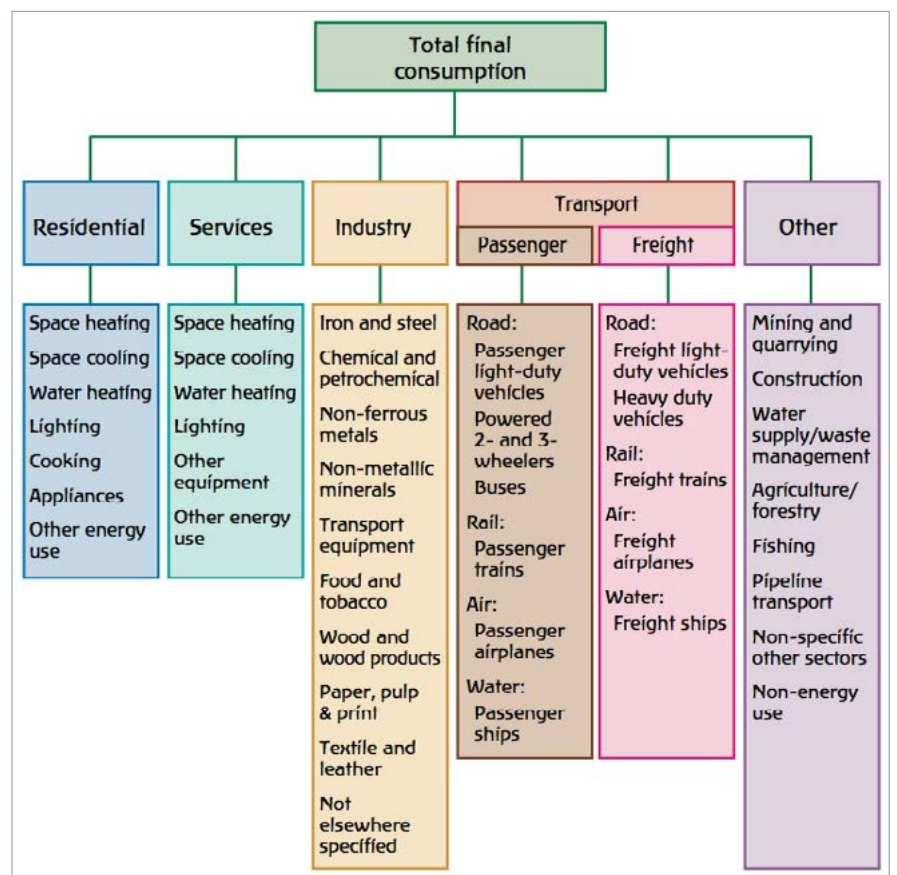 Total final
consumption
Residential
Services
Industry
Transport
Passenger
Freight
Other
Space heating
Space cooling
Water heating
Lighting
Cooking
Appliances
Other energy
use
Space heating
Space cooling
Water heating
Lighting
Other
equipment
Other energy
use
Iron and steel
Chemical and
petrochemical
Non-ferrous
metals
Non-metallic
minerals
Transport
equipment
Food and
tobacco
Wood and
wood products
Paper, pulp
& print
Textile and
leather
Not
elsewhere
specified
Road:
Passenger
light-duty
vehicles
Powered
2- and 3-
wheelers
Buses
Rail:
Passenger
trains
Air:
Passenger
airplanes
Water:
Passenger
ships
Road:
Freight light-
duty vehicles
Heavy duty
vehicles
Rail:
Freight trains
Air:
Freight
airplanes
Water:
Freight ships
Mining and
quarrying
Construction
Water
supply/waste
management
Agriculture/
forestry
Fishing
Pipeline
transport
Non-specific
other sectors
Non-energy
use